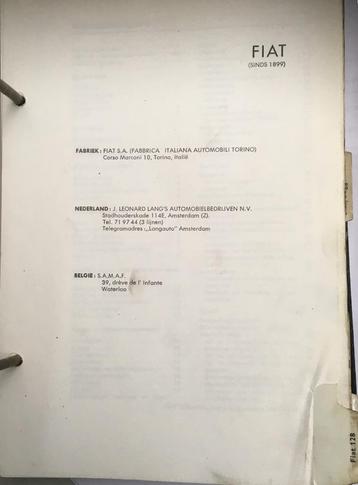 FIAT
(SINDS 1899)
FABRIEK: FIAT S.A. (FABBRICA ITALIANA AUTOMOBILI TORINO)
Corso Marconi 10, Torino, Italië
NEDERLAND: J. LEONARD LANG'S AUTOMOBIELBEDRIJVEN N.V.
Stadhouderskade 114E, Amsterdam (Z).
Tel. 71 97 44 (3 lijnen)
Telegramadres: „Langauto" Amsterdam
BELGIE: S.A.M.A.F.
39, drève de l' Infante
Waterloo
Fiat 128